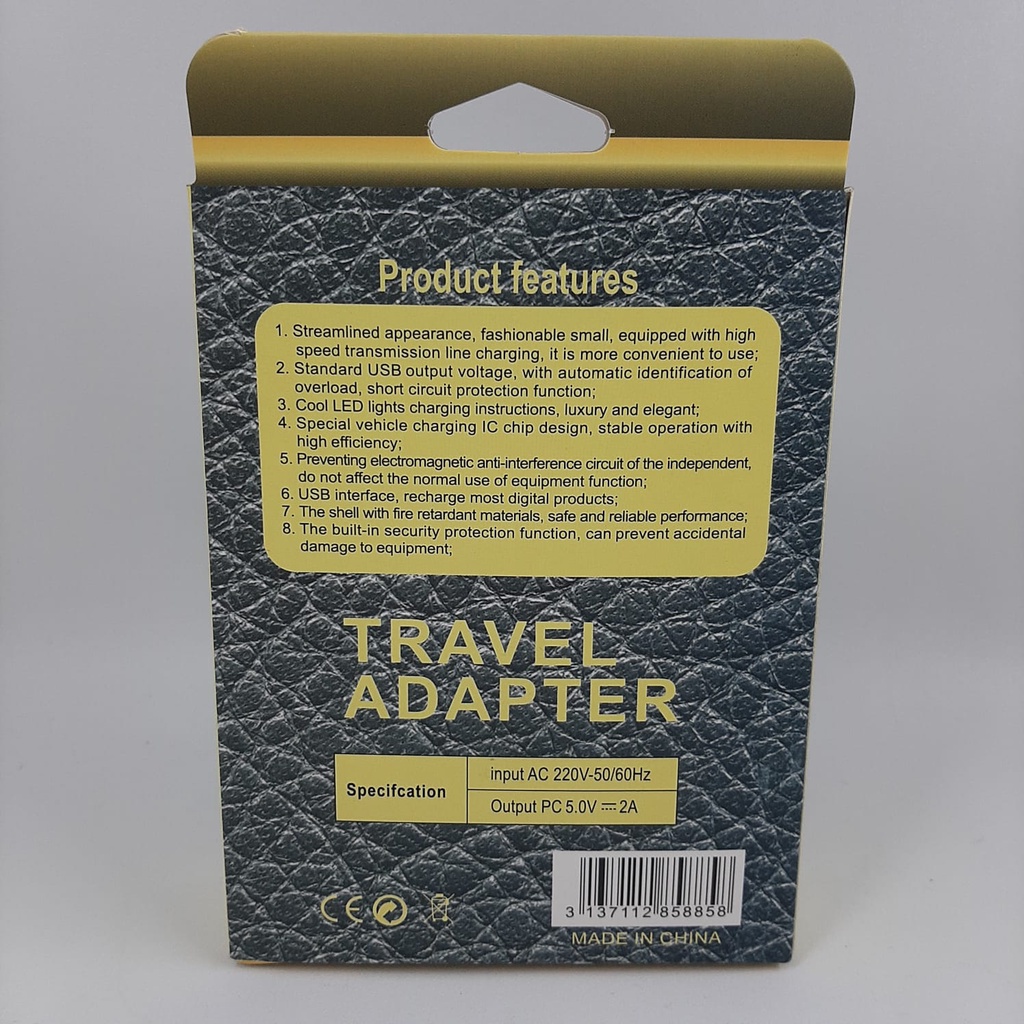 Product features
1. Streamlined appearance, fashionable small, equipped with high
speed transmission line charging, it is more convenient to use;
2. Standard USB output voltage, with automatic identification of
overload, short circuit protection function;
3. Cool LED lights charging instructions, luxury and elegant;
4. Special vehicle charging IC chip design, stable operation with
high efficiency;
5. Preventing electromagnetic anti-interference circuit of the independent,
do not affect the normal use of equipment function;
6. USB interface, recharge most digital products;
7. The shell with fire retardant materials, safe and reliable performance;
8. The built-in security protection function, can prevent accidental
damage to equipment;
TRAVEL
ADAPTER
Specifcation
input AC 220V-50/60Hz
Output PC 5.0V ⎓ 2A
CE
3 137112 858858
MADE IN CHINA